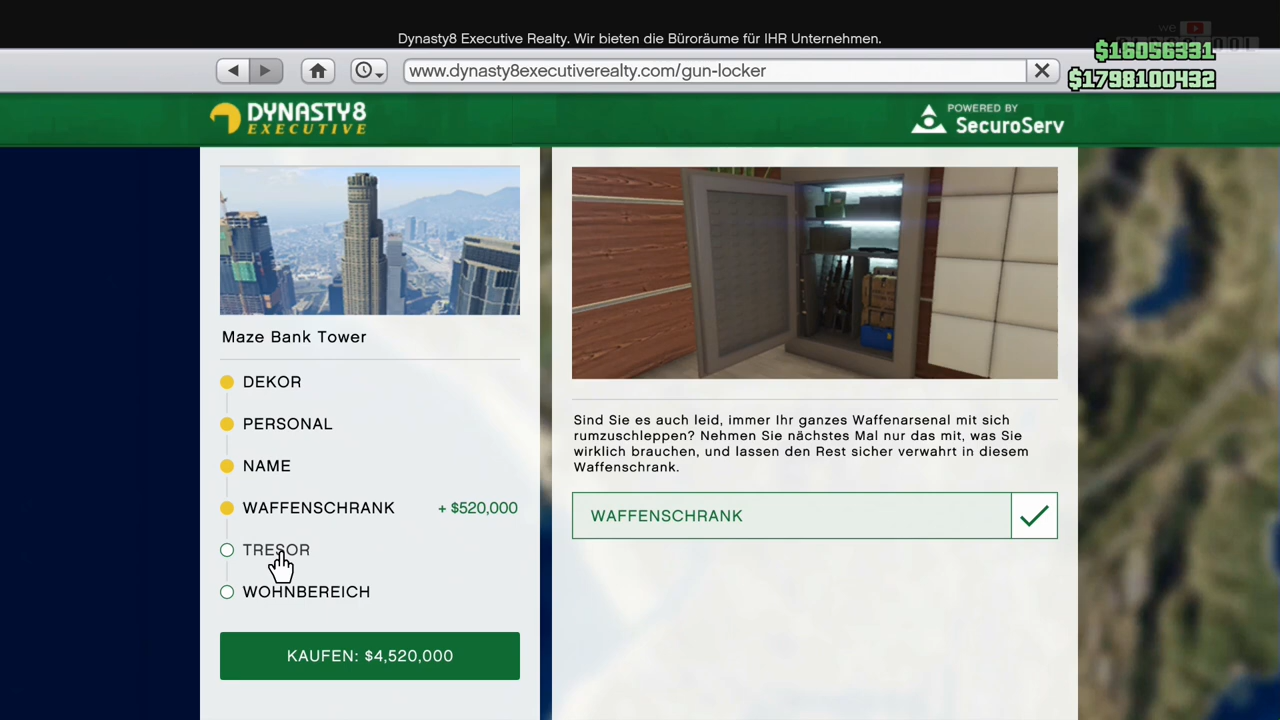 Dynasty8 Executive Realty. Wir bieten die Büroräume für IHR Unternehmen.
we
$16056331
www.dynasty8executiverealty.com/gun-locker
$1798100432
DYNASTY8
EXECUTIVE
POWERED BY
SecuroServ
Maze Bank Tower
DEKOR
PERSONAL
NAME
WAFFENSCHRANK + $520,000
TRESOR
WOHNBEREICH
KAUFEN: $4,520,000
Sind Sie es auch leid, immer Ihr ganzes Waffenarsenal mit sich
rumzuschleppen? Nehmen Sie nächstes Mal nur das mit, was Sie
wirklich brauchen, und lassen den Rest sicher verwahrt in diesem
Waffenschrank.
WAFFENSCHRANK